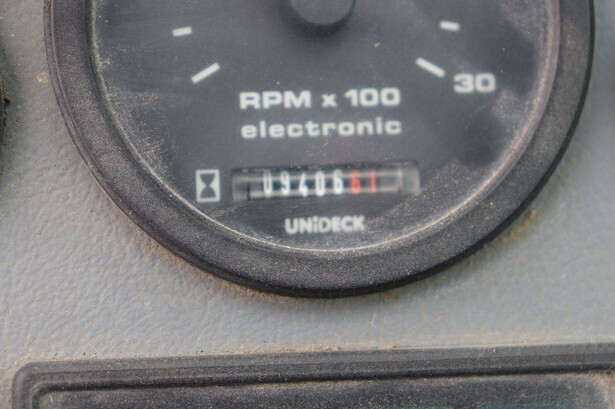 30
RPM x 100
electronic
0940661
UNiDECK